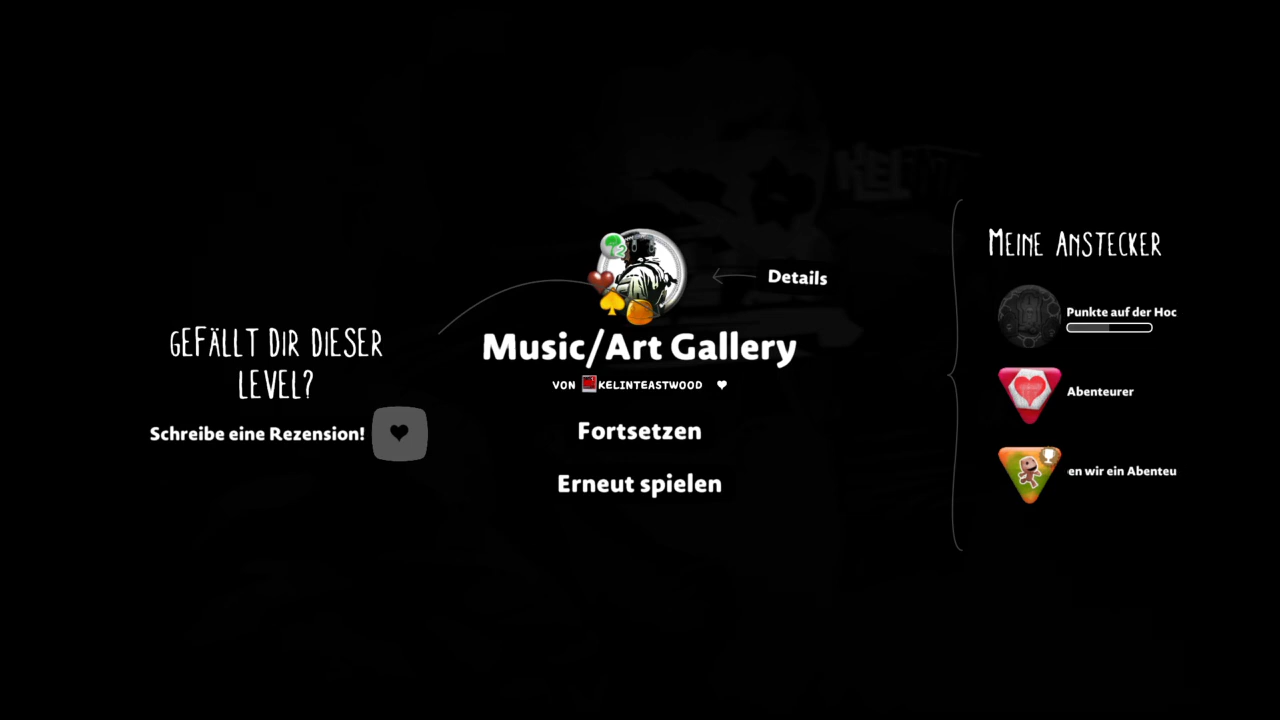 GEFÄLLT DIR DIESER
LEVEL?
Schreibe eine Rezension!
Details
Music/Art Gallery
VON KELINTEASTWOOD
Fortsetzen
Erneut spielen
MEINE ANSTECKER
Punkte auf der Hoc
Abenteurer
en wir ein Abenteu
KEL